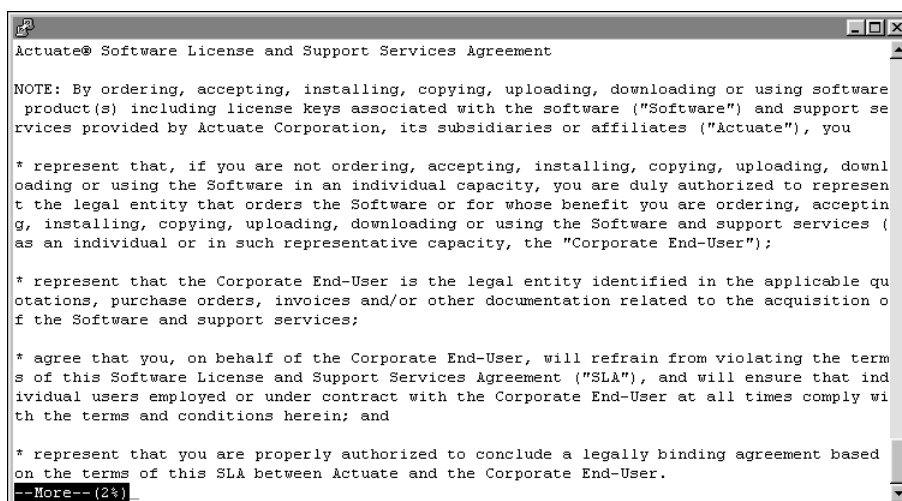 Actuate® Software License and Support Services Agreement
NOTE: By ordering, accepting, installing, copying, uploading, downloading or using software
 product(s) including license keys associated with the software ("Software") and support se
rvices provided by Actuate Corporation, its subsidiaries or affiliates ("Actuate"), you
* represent that, if you are not ordering, accepting, installing, copying, uploading, downl
oading or using the Software in an individual capacity, you are duly authorized to represen
t the legal entity that orders the Software or for whose benefit you are ordering, acceptin
g, installing, copying, uploading, downloading or using the Software and support services (
as an individual or in such representative capacity, the "Corporate End-User");
* represent that the Corporate End-User is the legal entity identified in the applicable qu
otations, purchase orders, invoices and/or other documentation related to the acquisition o
f the Software and support services;
* agree that you, on behalf of the Corporate End-User, will refrain from violating the term
s of this Software License and Support Services Agreement ("SLA"), and will ensure that ind
ividual users employed or under contract with the Corporate End-User at all times comply wi
th the terms and conditions herein; and
* represent that you are properly authorized to conclude a legally binding agreement based
on the terms of this SLA between Actuate and the Corporate End-User.
--More--(2%)